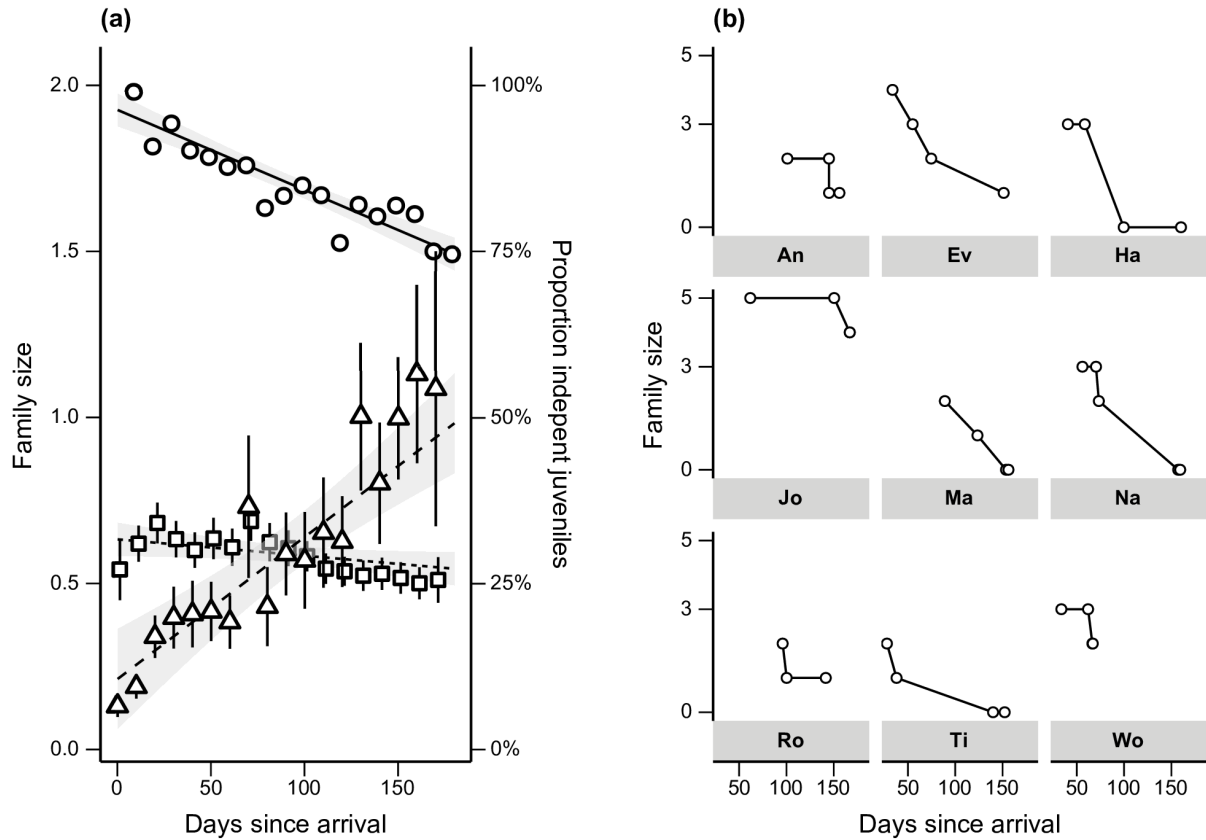 (a)
2.0
1.5
1.0
0.5
0.0
Family size
100%
75%
50%
25%
0%
Proportion indepent juveniles
0 50 100 150
Days since arrival
(b)
5
3
0
An Ev Ha
5
3
0
Jo Ma Na
5
3
0
Ro Ti Wo
Family size
50 100 150 50 100 150 50 100 150
Days since arrival